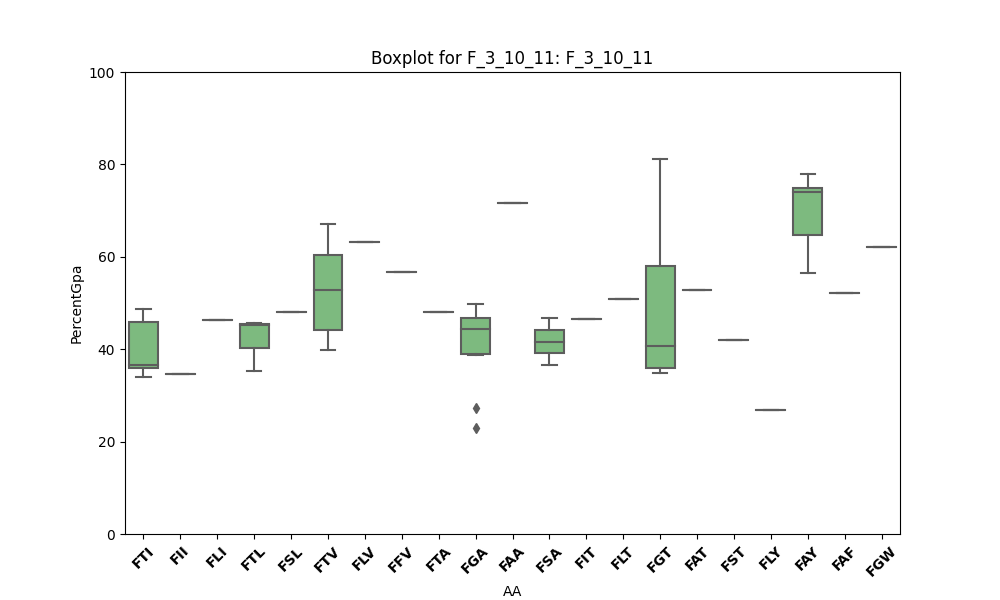 Boxplot for F_3_10_11: F_3_10_11
100
80
60
40
20
0
PercentGpa
FTI FII FLI FTL FSL FTV FLV FFV FTA FGA FAA FSA FIT FLT FGT FAT FST FLY FAY FAF FGW
AA